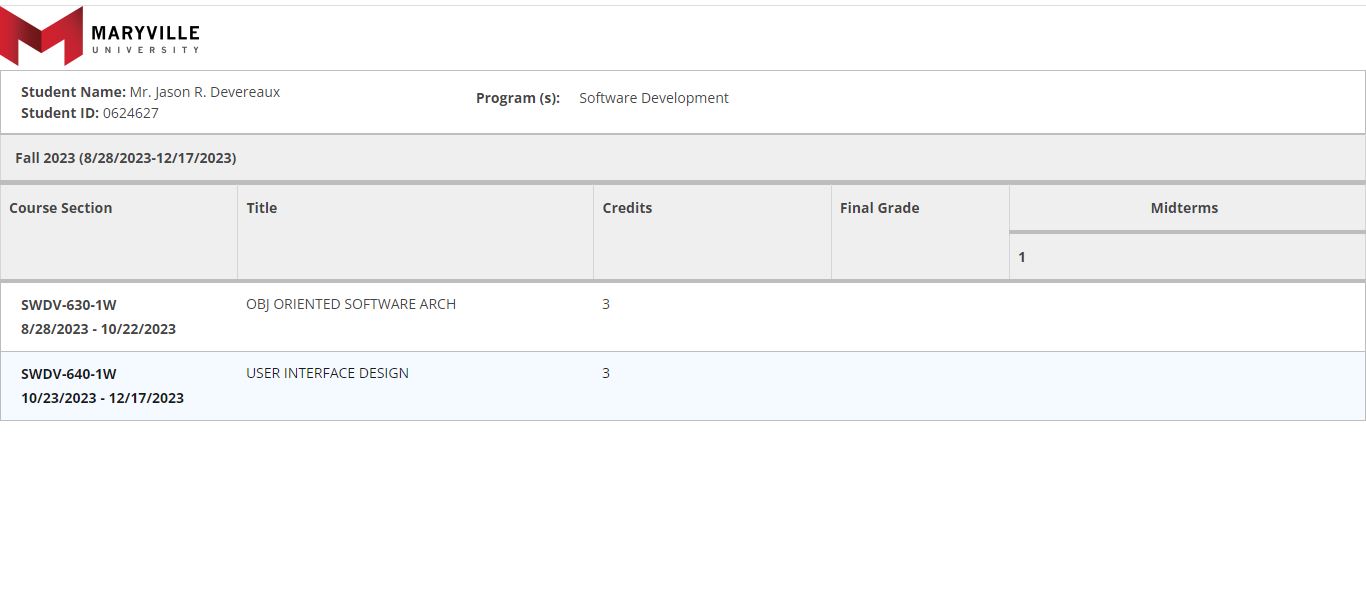 MARYVILLE
UNIVERSITY
Student Name: Mr. Jason R. Devereaux
Student ID: 0624627
Program (s): Software Development
Fall 2023 (8/28/2023-12/17/2023)
Course Section Title Credits Final Grade Midterms
1
SWDV-630-1W OBJ ORIENTED SOFTWARE ARCH 3
8/28/2023 - 10/22/2023
SWDV-640-1W USER INTERFACE DESIGN 3
10/23/2023 - 12/17/2023